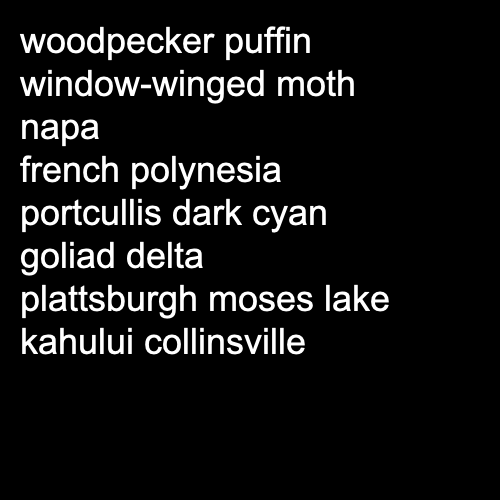 woodpecker puffin
window-winged moth
napa
french polynesia
portcullis dark cyan
goliad delta
plattsburgh moses lake
kahului collinsville